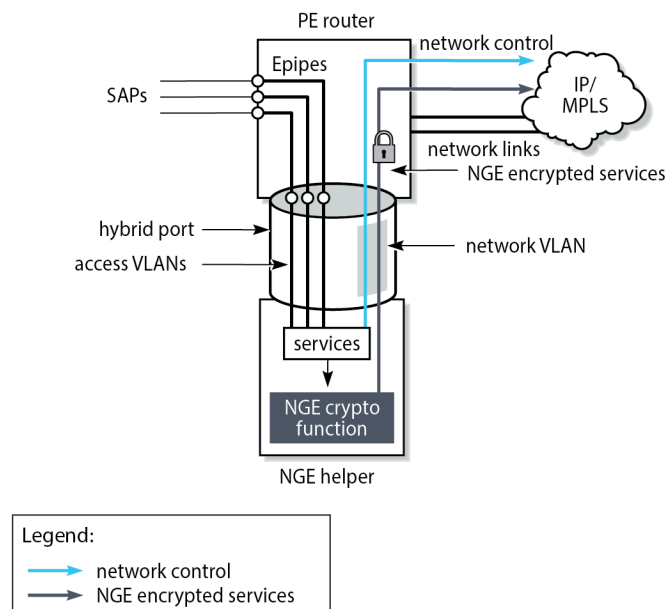 PE router
network control
Epipes
SAPs
IP/
MPLS
network links
NGE encrypted services
hybrid port
access VLANs
network VLAN
services
NGE crypto
function
NGE helper
Legend:
network control
NGE encrypted services